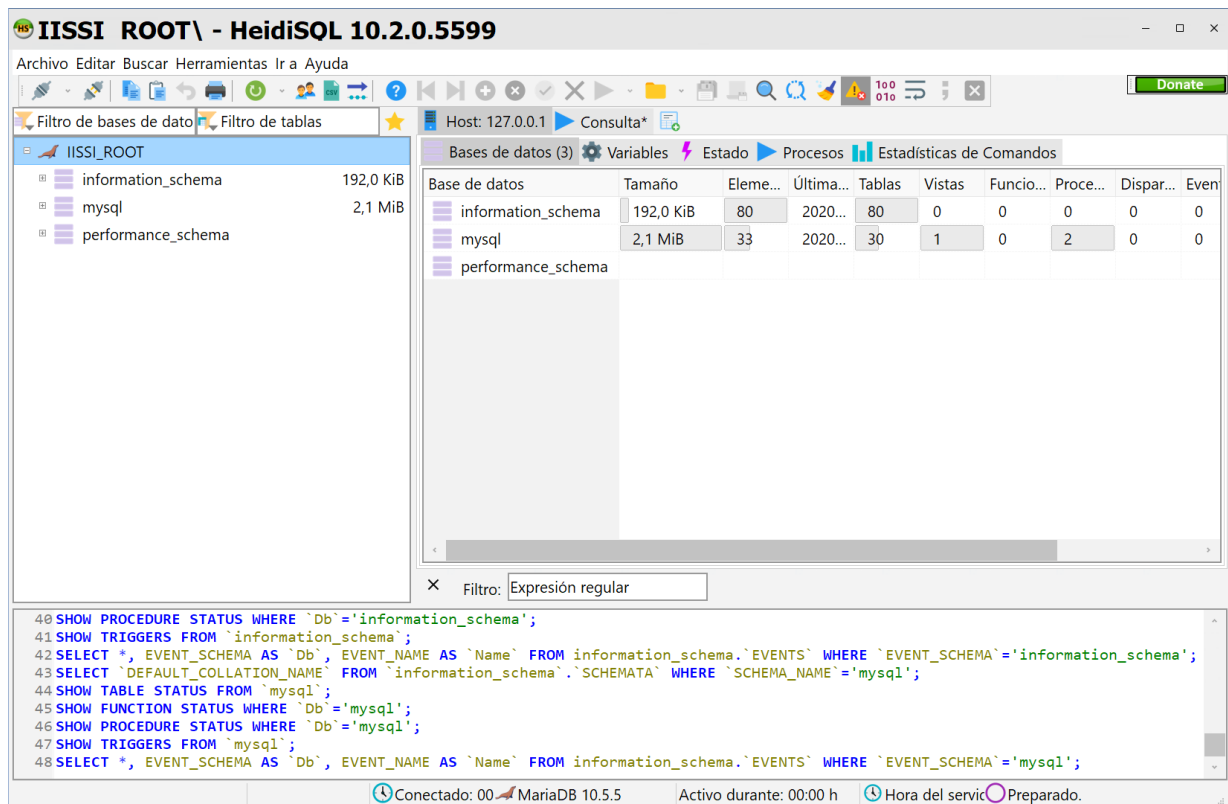 IISSI ROOT\ - HeidiSQL 10.2.0.5599
Archivo Editar Buscar Herramientas Ir a Ayuda
Donate
Filtro de bases de dato Filtro de tablas
Host: 127.0.0.1 Consulta*
IISSI_ROOT
information_schema 192,0 KiB
mysql 2,1 MiB
performance_schema
Bases de datos (3) Variables Estado Procesos Estadísticas de Comandos
Base de datos Tamaño Eleme... Última... Tablas Vistas Funcio... Proce... Dispar... Even
information_schema 192,0 KiB 80 2020... 80 0 0 0 0 0
mysql 2,1 MiB 33 2020... 30 1 0 2 0 0
performance_schema
Filtro: Expresión regular
40 SHOW PROCEDURE STATUS WHERE `Db`='information_schema';
41 SHOW TRIGGERS FROM `information_schema`;
42 SELECT *, EVENT_SCHEMA AS `Db`, EVENT_NAME AS `Name` FROM information_schema.`EVENTS` WHERE `EVENT_SCHEMA`='information_schema';
43 SELECT `DEFAULT_COLLATION_NAME` FROM `information_schema`.`SCHEMATA` WHERE `SCHEMA_NAME`='mysql';
44 SHOW TABLE STATUS FROM `mysql`;
45 SHOW FUNCTION STATUS WHERE `Db`='mysql';
46 SHOW PROCEDURE STATUS WHERE `Db`='mysql';
47 SHOW TRIGGERS FROM `mysql`;
48 SELECT *, EVENT_SCHEMA AS `Db`, EVENT_NAME AS `Name` FROM information_schema.`EVENTS` WHERE `EVENT_SCHEMA`='mysql';
Conectado: 00 MariaDB 10.5.5 Activo durante: 00:00 h Hora del servic Preparado.